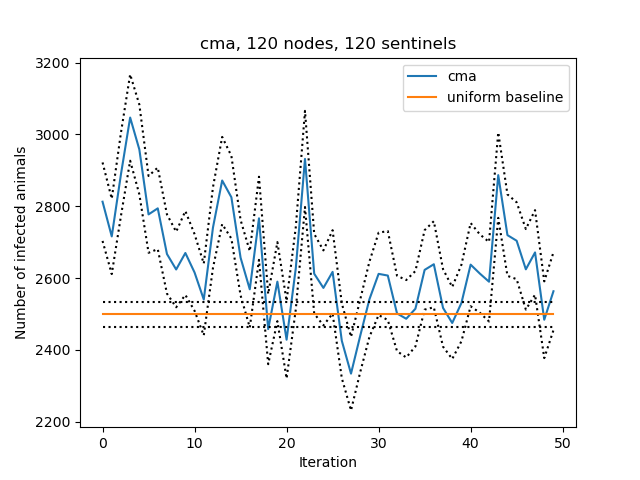 cma, 120 nodes, 120 sentinels
3200
3000
2800
2600
2400
2200
Number of infected animals
cma
uniform baseline
0 10 20 30 40 50
Iteration